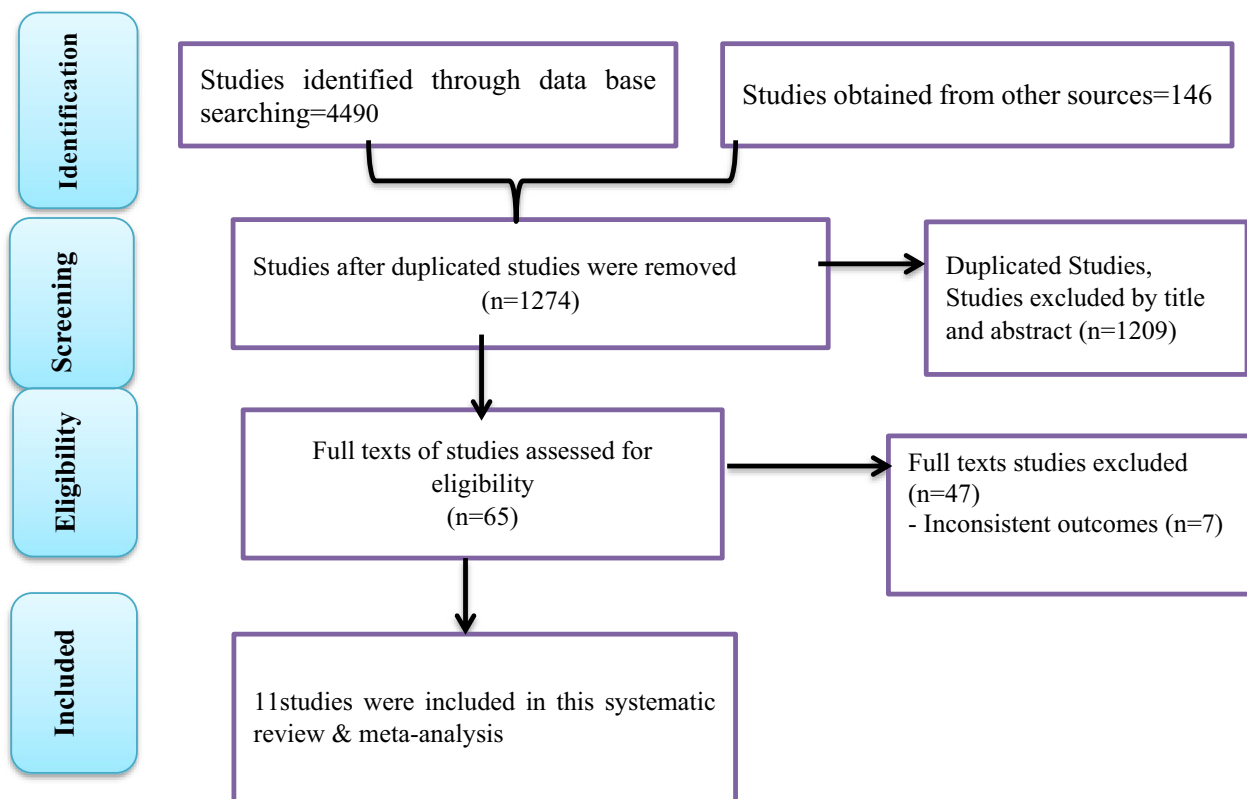 Identification
Studies identified through data base
searching=4490
Studies obtained from other sources=146
Screening
Studies after duplicated studies were removed
(n=1274)
Duplicated Studies,
Studies excluded by title
and abstract (n=1209)
Eligibility
Full texts of studies assessed for
eligibility
(n=65)
Full texts studies excluded
(n=47)
- Inconsistent outcomes (n=7)
Included
11studies were included in this systematic
review & meta-analysis